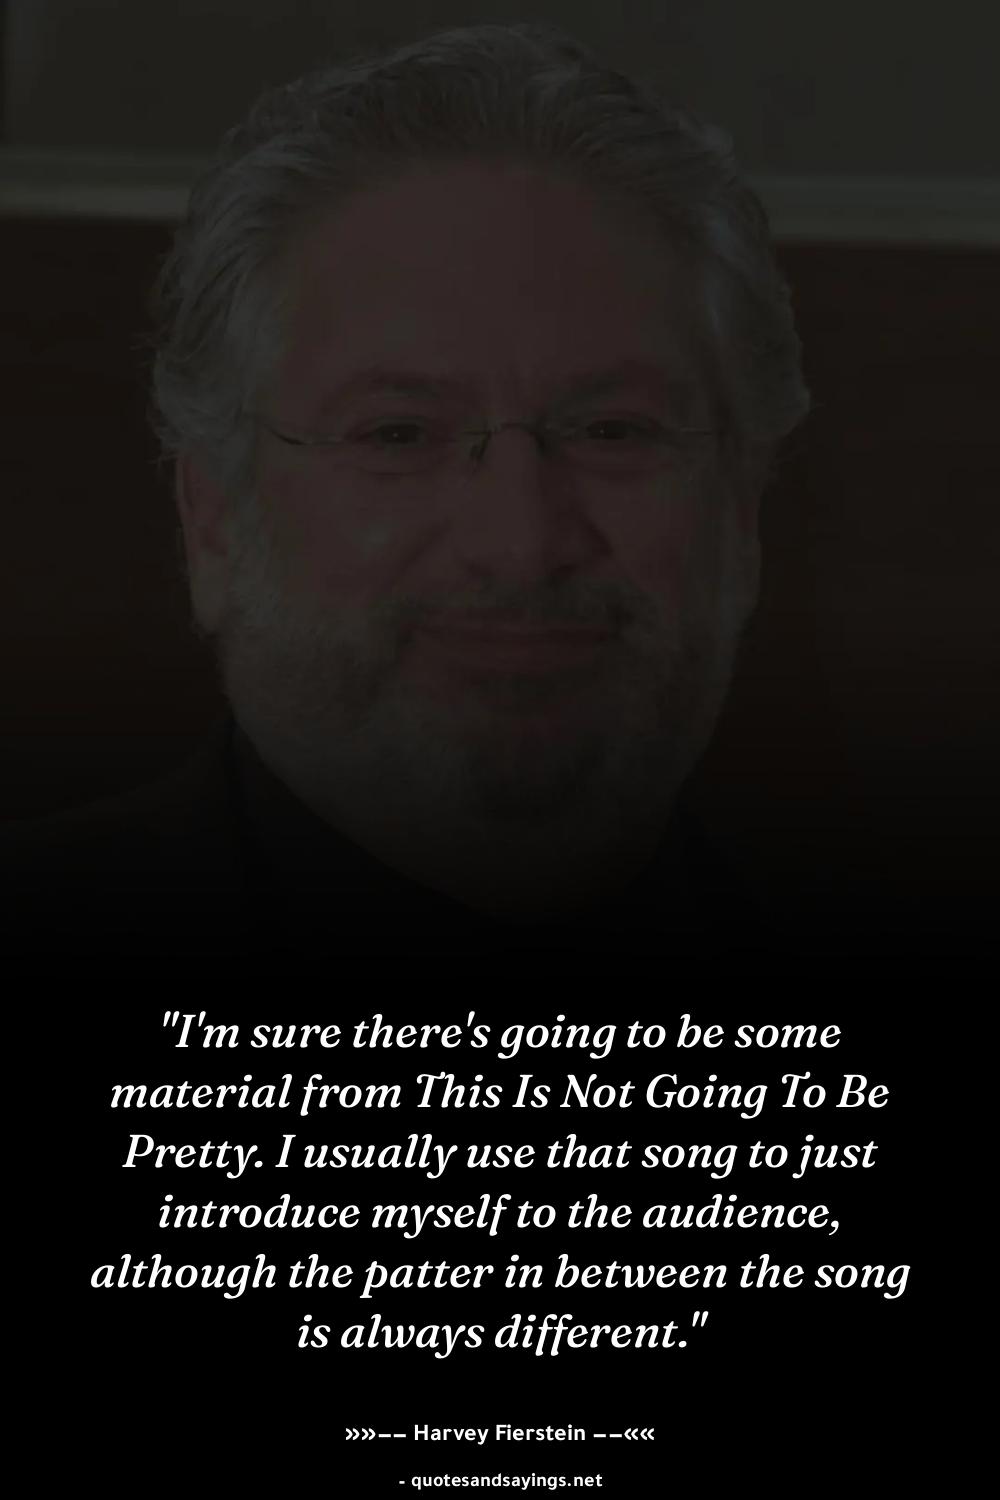 "I'm sure there's going to be some
material from This Is Not Going To Be
Pretty. I usually use that song to just
introduce myself to the audience,
although the patter in between the song
is always different."
»»–– Harvey Fierstein ––««
- quotesandsayings.net